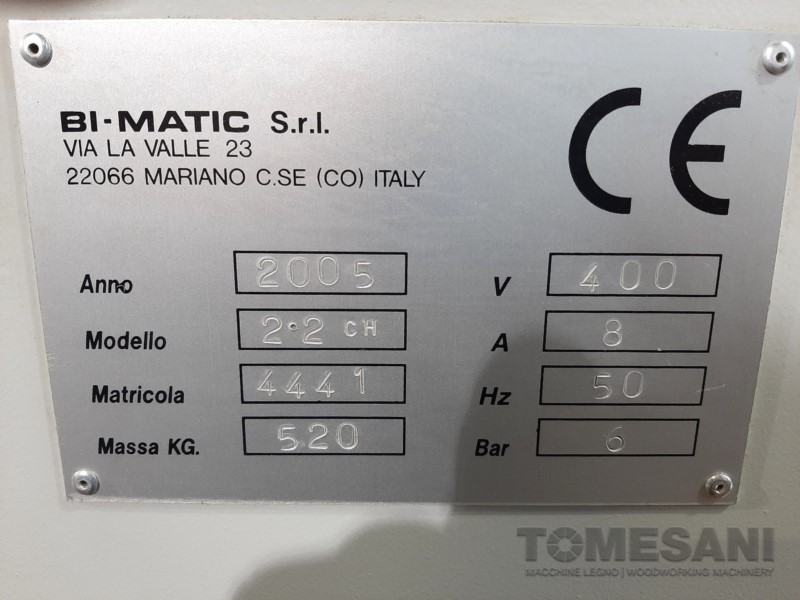 BI-MATIC S.r.l.
VIA LA VALLE 23
22066 MARIANO C.SE (CO) ITALY
CE
Anno 2005 V 400
Modello 2·2 CH A 8
Matricola 4441 Hz 50
Massa KG. 520 Bar 6
TOMESANI
MACCHINE LEGNO | WOODWORKING MACHINERY